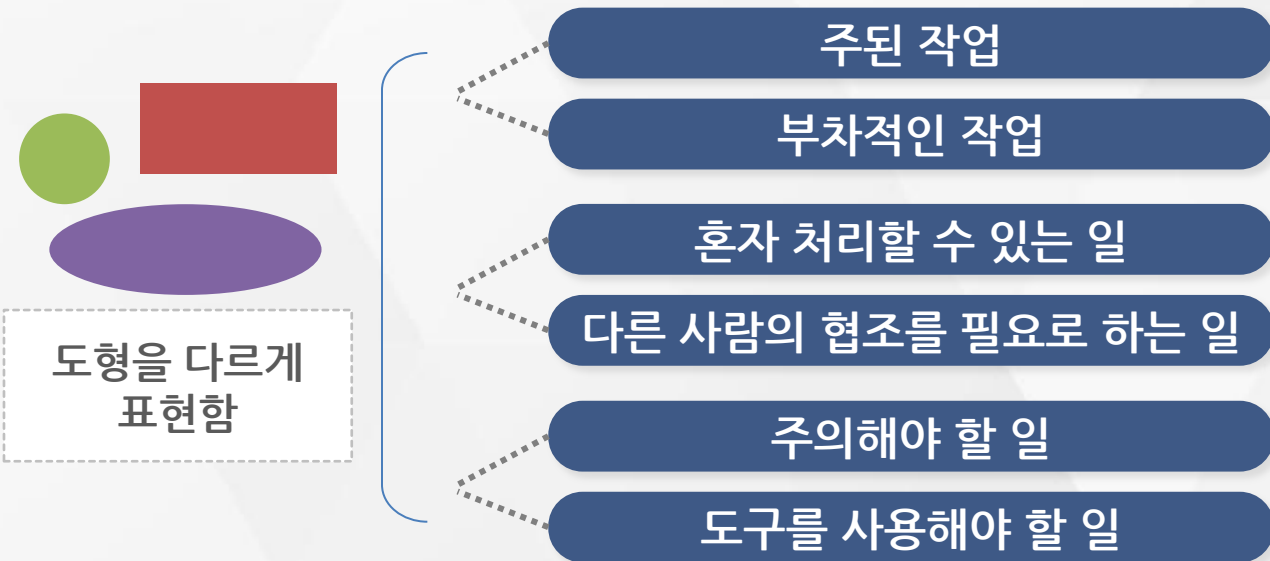 도형을 다르게
표현함
주된 작업
부차적인 작업
혼자 처리할 수 있는 일
다른 사람의 협조를 필요로 하는 일
주의해야 할 일
도구를 사용해야 할 일